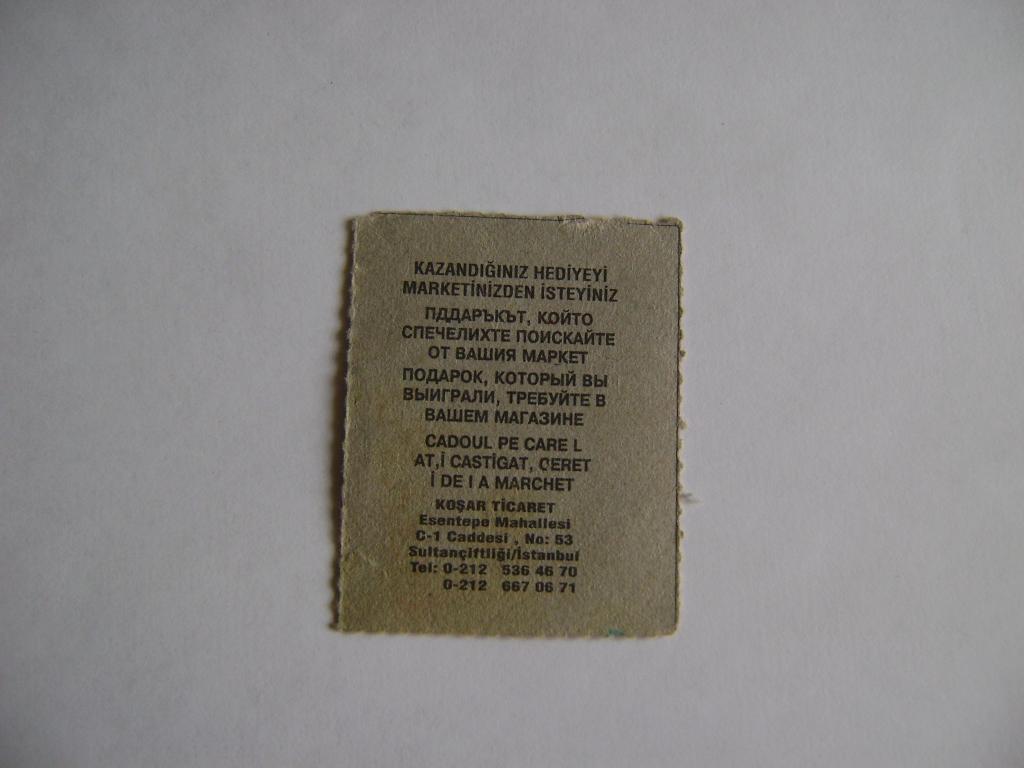 KAZANDIĞINIZ HEDİYEYİ
MARKETİNİZDEN İSTEYİNİZ
ПДДАРЪКЪТ, КОЙТО
СПЕЧЕЛИХТЕ ПОИСКАЙТЕ
ОТ ВАШИЯ МАРКЕТ
ПОДАРОК, КОТОРЫЙ ВЫ
ВЫИГРАЛИ, ТРЕБУЙТЕ В
ВАШЕМ МАГАЗИНЕ
CADOUL PE CARE L
AT,İ CASTİGAT, CERET
İ DE I A MARCHET
KOŞAR TİCARET
Esentepe Mahallesi
C-1 Caddesi , No: 53
Sultançiftliği/İstanbul
Tel: 0-212 536 46 70
0-212 667 06 71